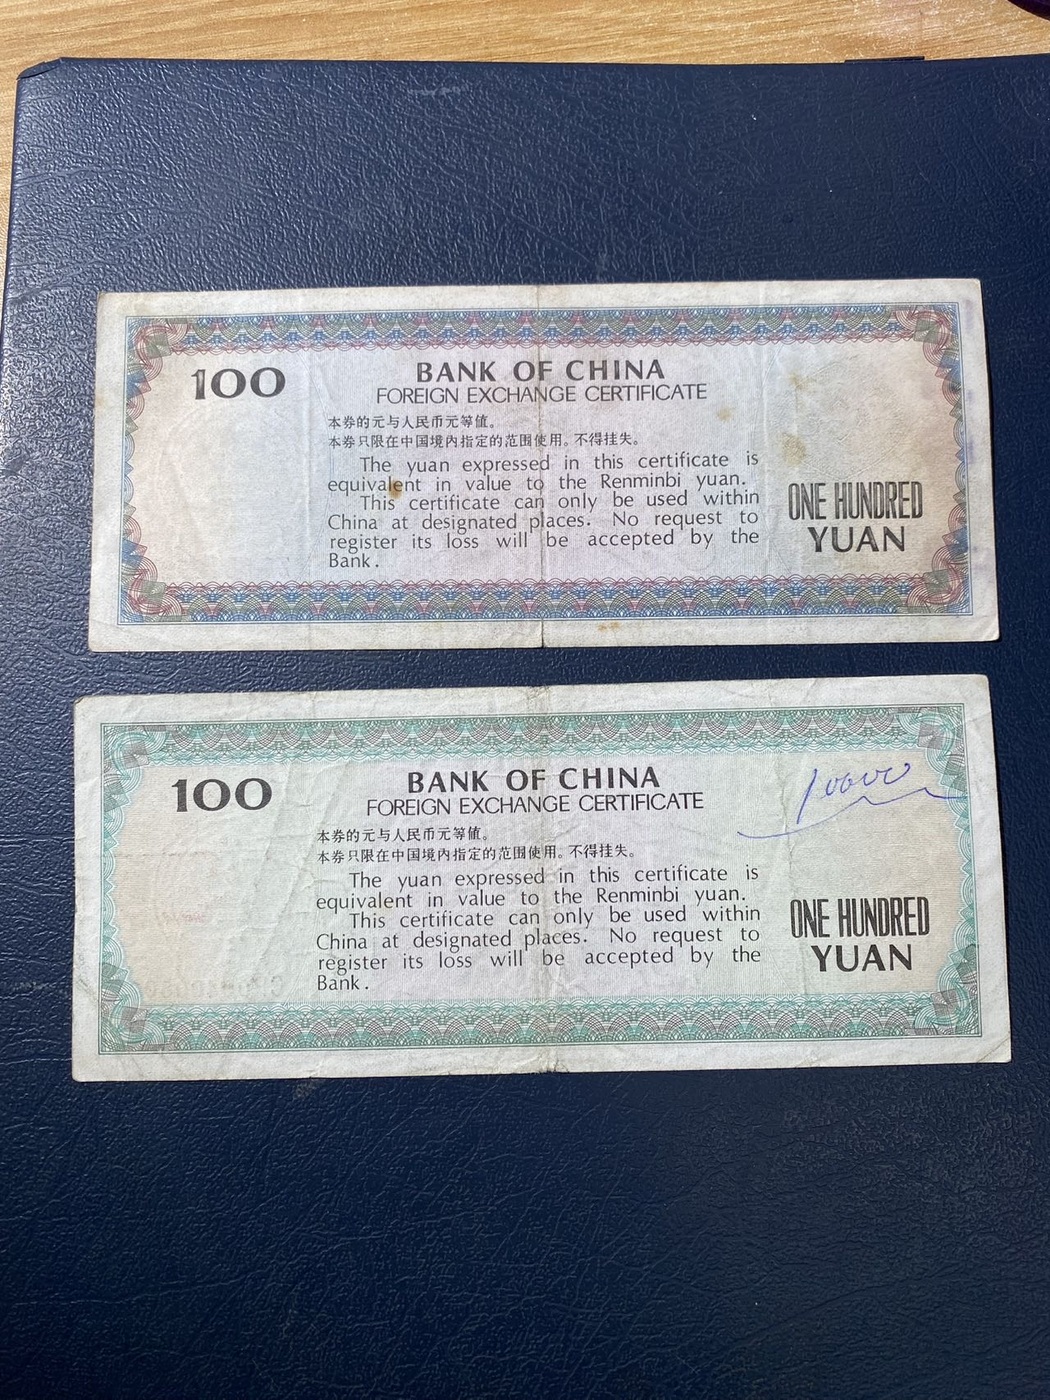 100
BANK OF CHINA
FOREIGN EXCHANGE CERTIFICATE
本券的元与人民币元等值。
本券只限在中国境内指定的范围使用。不得挂失。
The yuan expressed in this certificate is
equivalent in value to the Renminbi yuan.
This certificate can only be used within
China at designated places. No request to
register its loss will be accepted by the
Bank.
ONE HUNDRED
YUAN
100
BANK OF CHINA
FOREIGN EXCHANGE CERTIFICATE
10000
本券的元与人民币元等值。
本券只限在中国境内指定的范围使用。不得挂失。
The yuan expressed in this certificate is
equivalent in value to the Renminbi yuan.
This certificate can only be used within
China at designated places. No request to
register its loss will be accepted by the
Bank.
ONE HUNDRED
YUAN